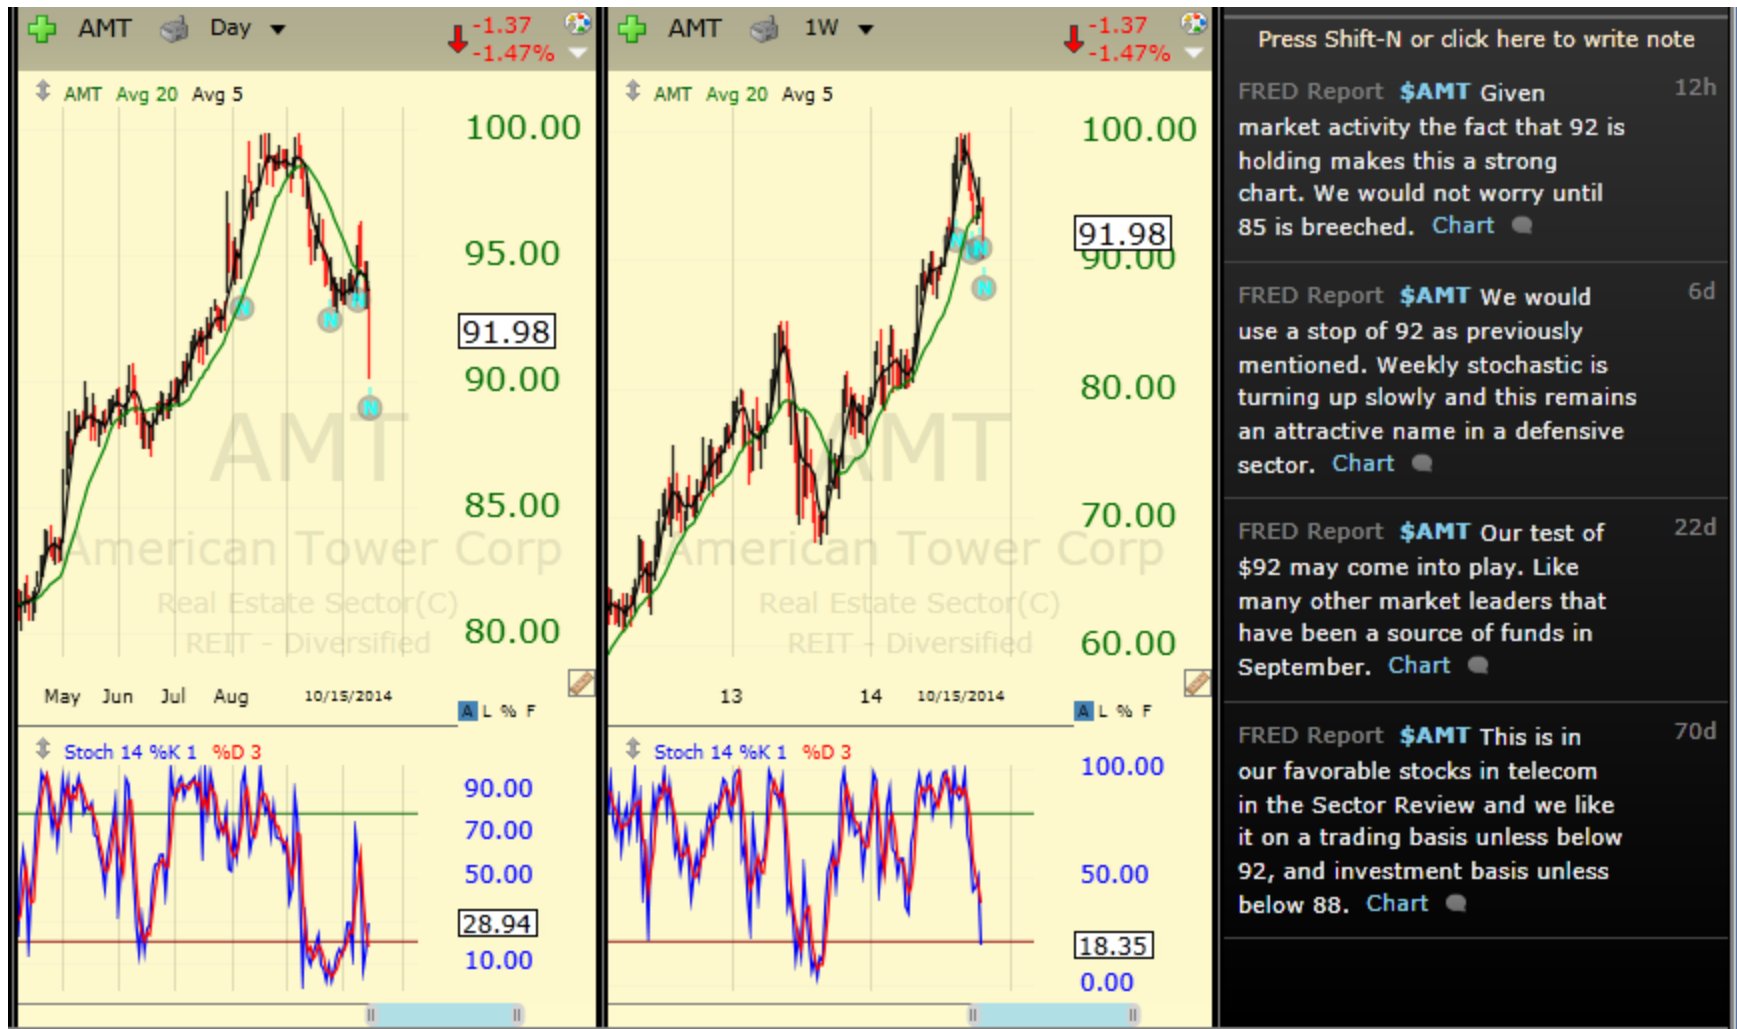 AMT Day -1.37
-1.47%
AMT Avg 20 Avg 5
100.00
95.00
91.98
90.00
85.00
80.00
AMT
American Tower Corp
Real Estate Sector(C)
REIT - Diversified
N
N
N
N
May Jun Jul Aug 10/15/2014
A L % F
Stoch 14 %K 1 %D 3
90.00
70.00
50.00
28.94
10.00
AMT 1W -1.37
-1.47%
AMT Avg 20 Avg 5
100.00
91.98
90.00
80.00
70.00
60.00
AMT
American Tower Corp
Real Estate Sector(C)
REIT - Diversified
N
N
N
13 14 10/15/2014
A L % F
Stoch 14 %K 1 %D 3
100.00
50.00
18.35
0.00
Press Shift-N or click here to write note
FRED Report $AMT Given 12h
market activity the fact that 92 is
holding makes this a strong
chart. We would not worry until
85 is breeched. Chart
FRED Report $AMT We would 6d
use a stop of 92 as previously
mentioned. Weekly stochastic is
turning up slowly and this remains
an attractive name in a defensive
sector. Chart
FRED Report $AMT Our test of 22d
$92 may come into play. Like
many other market leaders that
have been a source of funds in
September. Chart
FRED Report $AMT This is in 70d
our favorable stocks in telecom
in the Sector Review and we like
it on a trading basis unless below
92, and investment basis unless
below 88. Chart